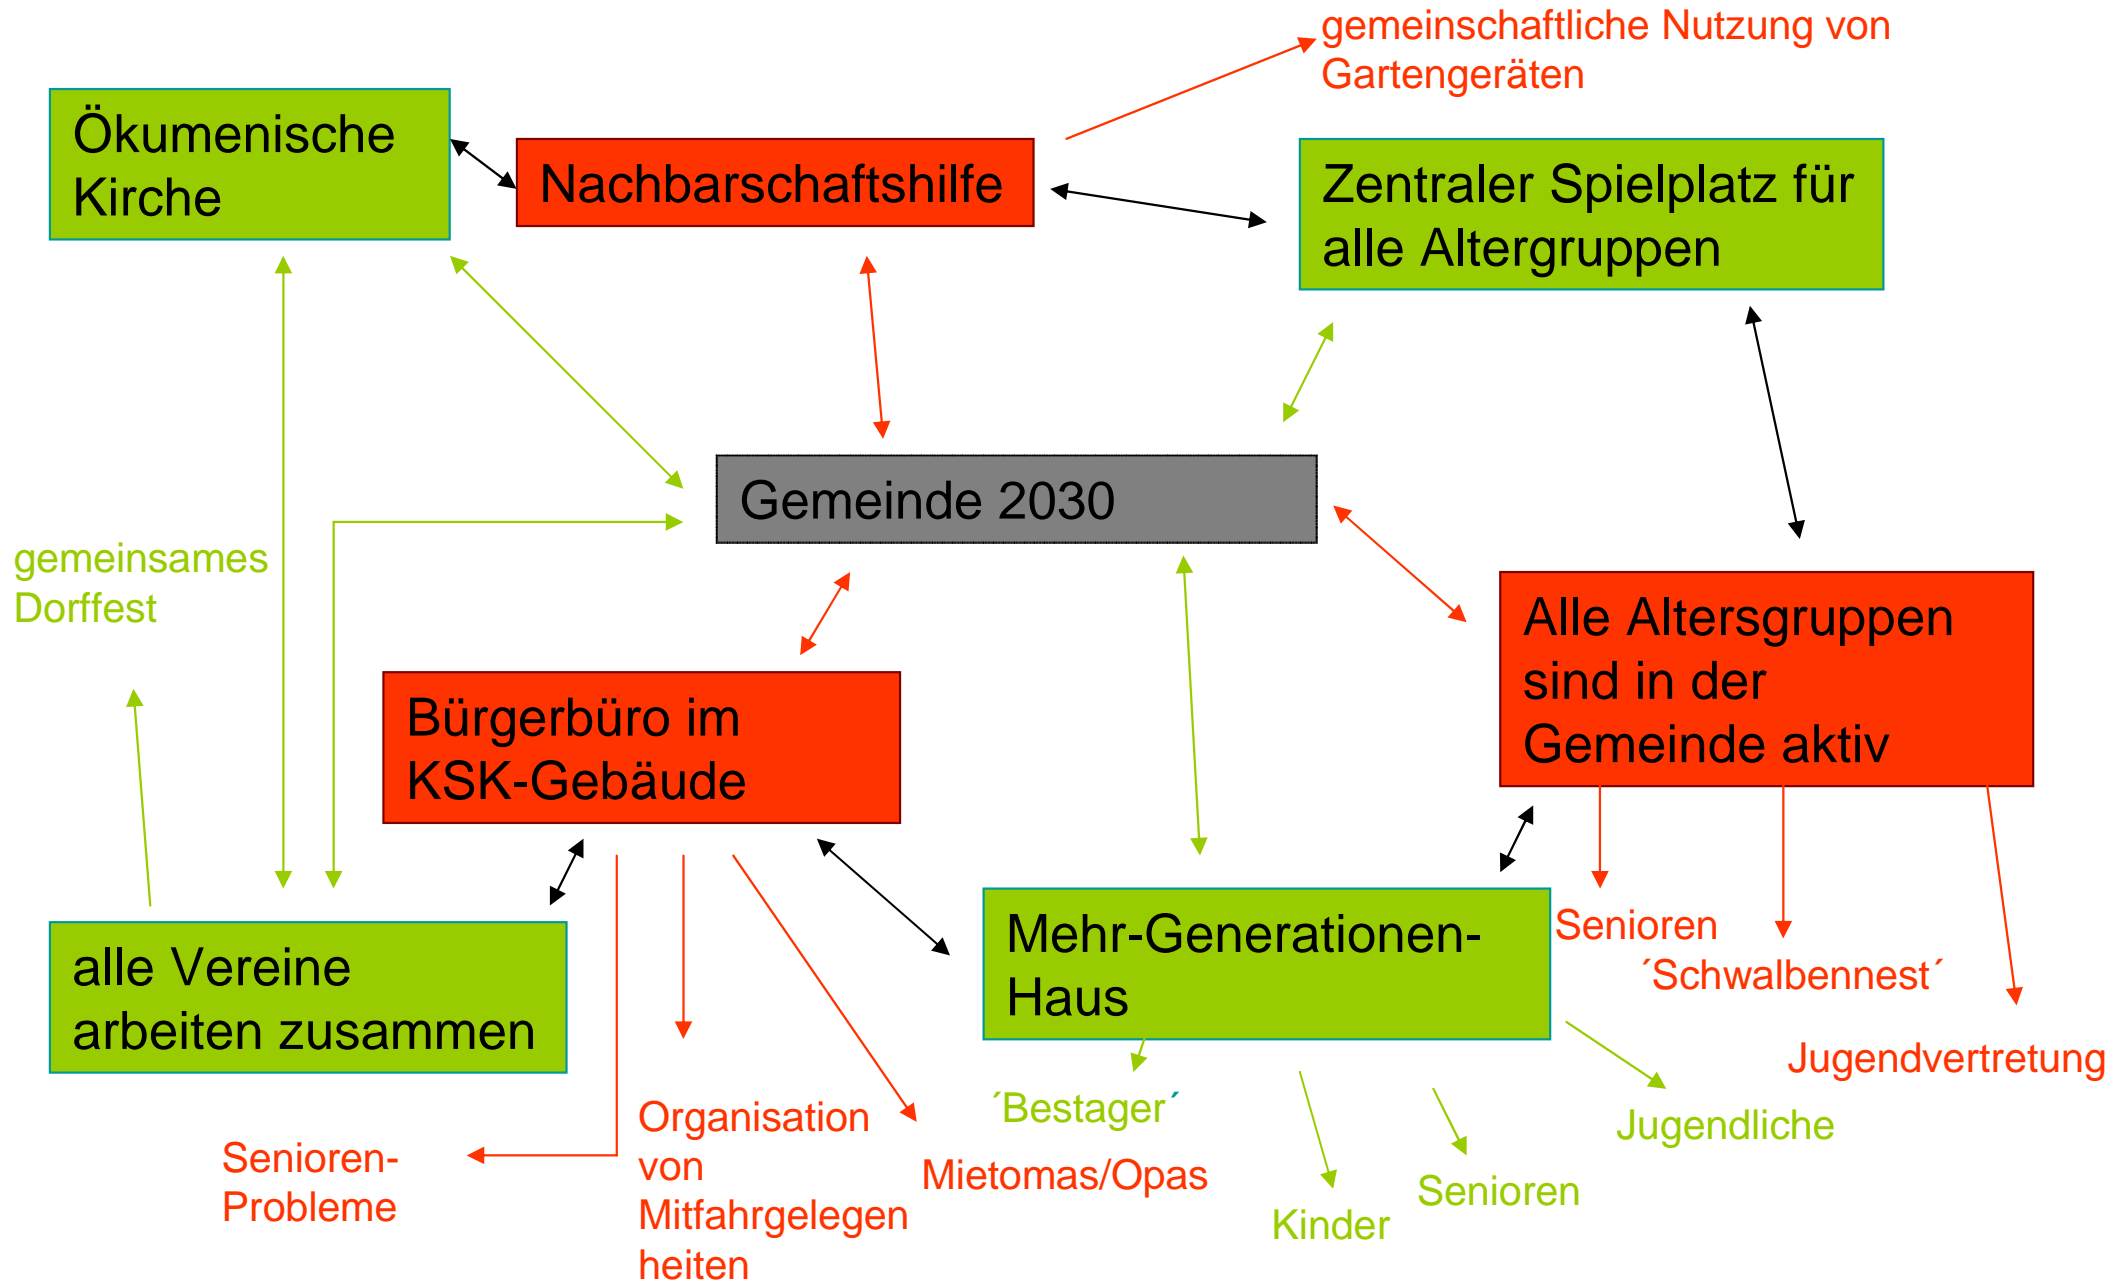 gemeinschaftliche Nutzung von
Gartengeräten
Ökumenische
Kirche
Nachbarschaftshilfe
Zentraler Spielplatz für
alle Altergruppen
Gemeinde 2030
gemeinsames
Dorffest
Alle Altersgruppen
sind in der
Gemeinde aktiv
Bürgerbüro im
KSK-Gebäude
alle Vereine
arbeiten zusammen
Mehr-Generationen-
Haus
Senioren
´Schwalbennest´
Jugendvertretung
´Bestager´
Jugendliche
Senioren-
Probleme
Organisation
von
Mitfahrgelegen
heiten
Mietomas/Opas
Kinder
Senioren